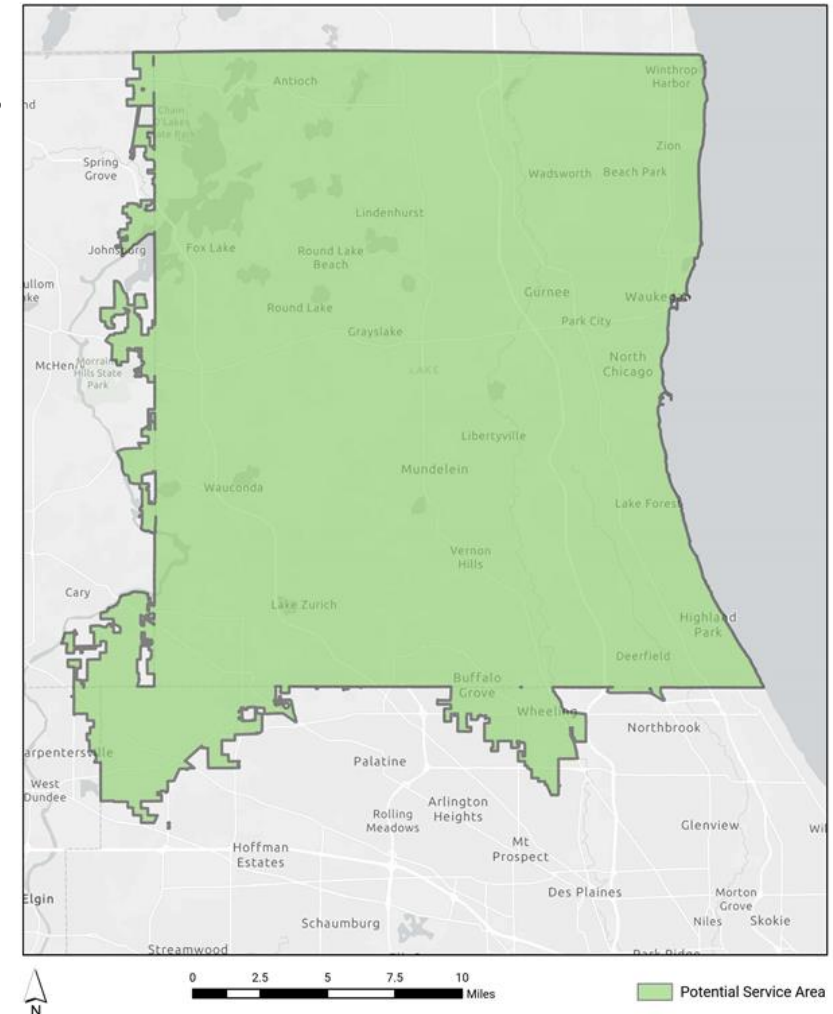 Antioch
Winthrop
Harbor
Chain
O'Lakes
State Park
Zion
Spring
Grove
Wadsworth
Beach Park
Lindenhurst
Johnsburg
Fox Lake
Round Lake
Beach
Gurnee
Round Lake
Park City
Grayslake
North
Chicago
McHenry
Hills State
Park
LAKE
Libertyville
Mundelein
Wauconda
Lake Forest
Vernon
Hills
Cary
Lake Zurich
Highland
Park
Deerfield
Buffalo
Grove
Wheeling
Northbrook
arpentersville
Palatine
West
Dundee
Arlington
Heights
Rolling
Meadows
Glenview
Wil
Hoffman
Estates
Mt
Prospect
Des Plaines
Elgin
Morton
Grove
Niles
Skokie
Schaumburg
Streamwood
N
0 2.5 5 7.5 10
Miles
Potential Service Area